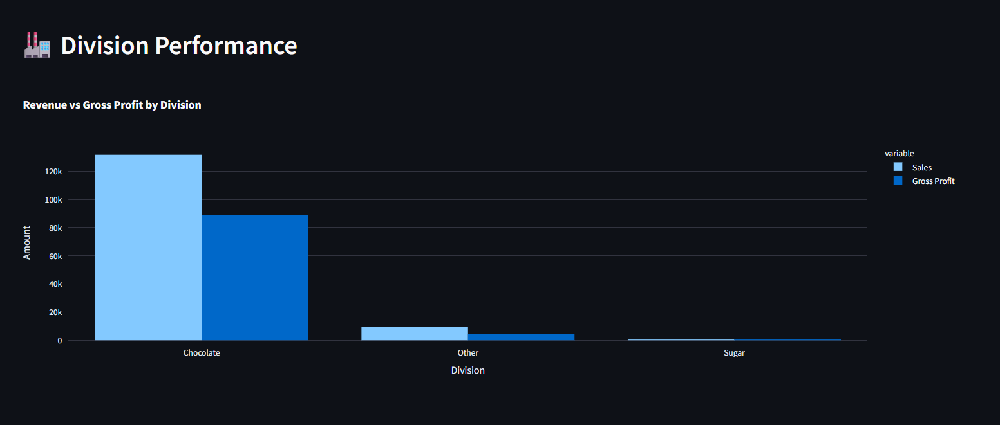 Division Performance
Revenue vs Gross Profit by Division
variable
Sales
Gross Profit
Amount
120k
100k
80k
60k
40k
20k
0
Chocolate
Other
Sugar
Division